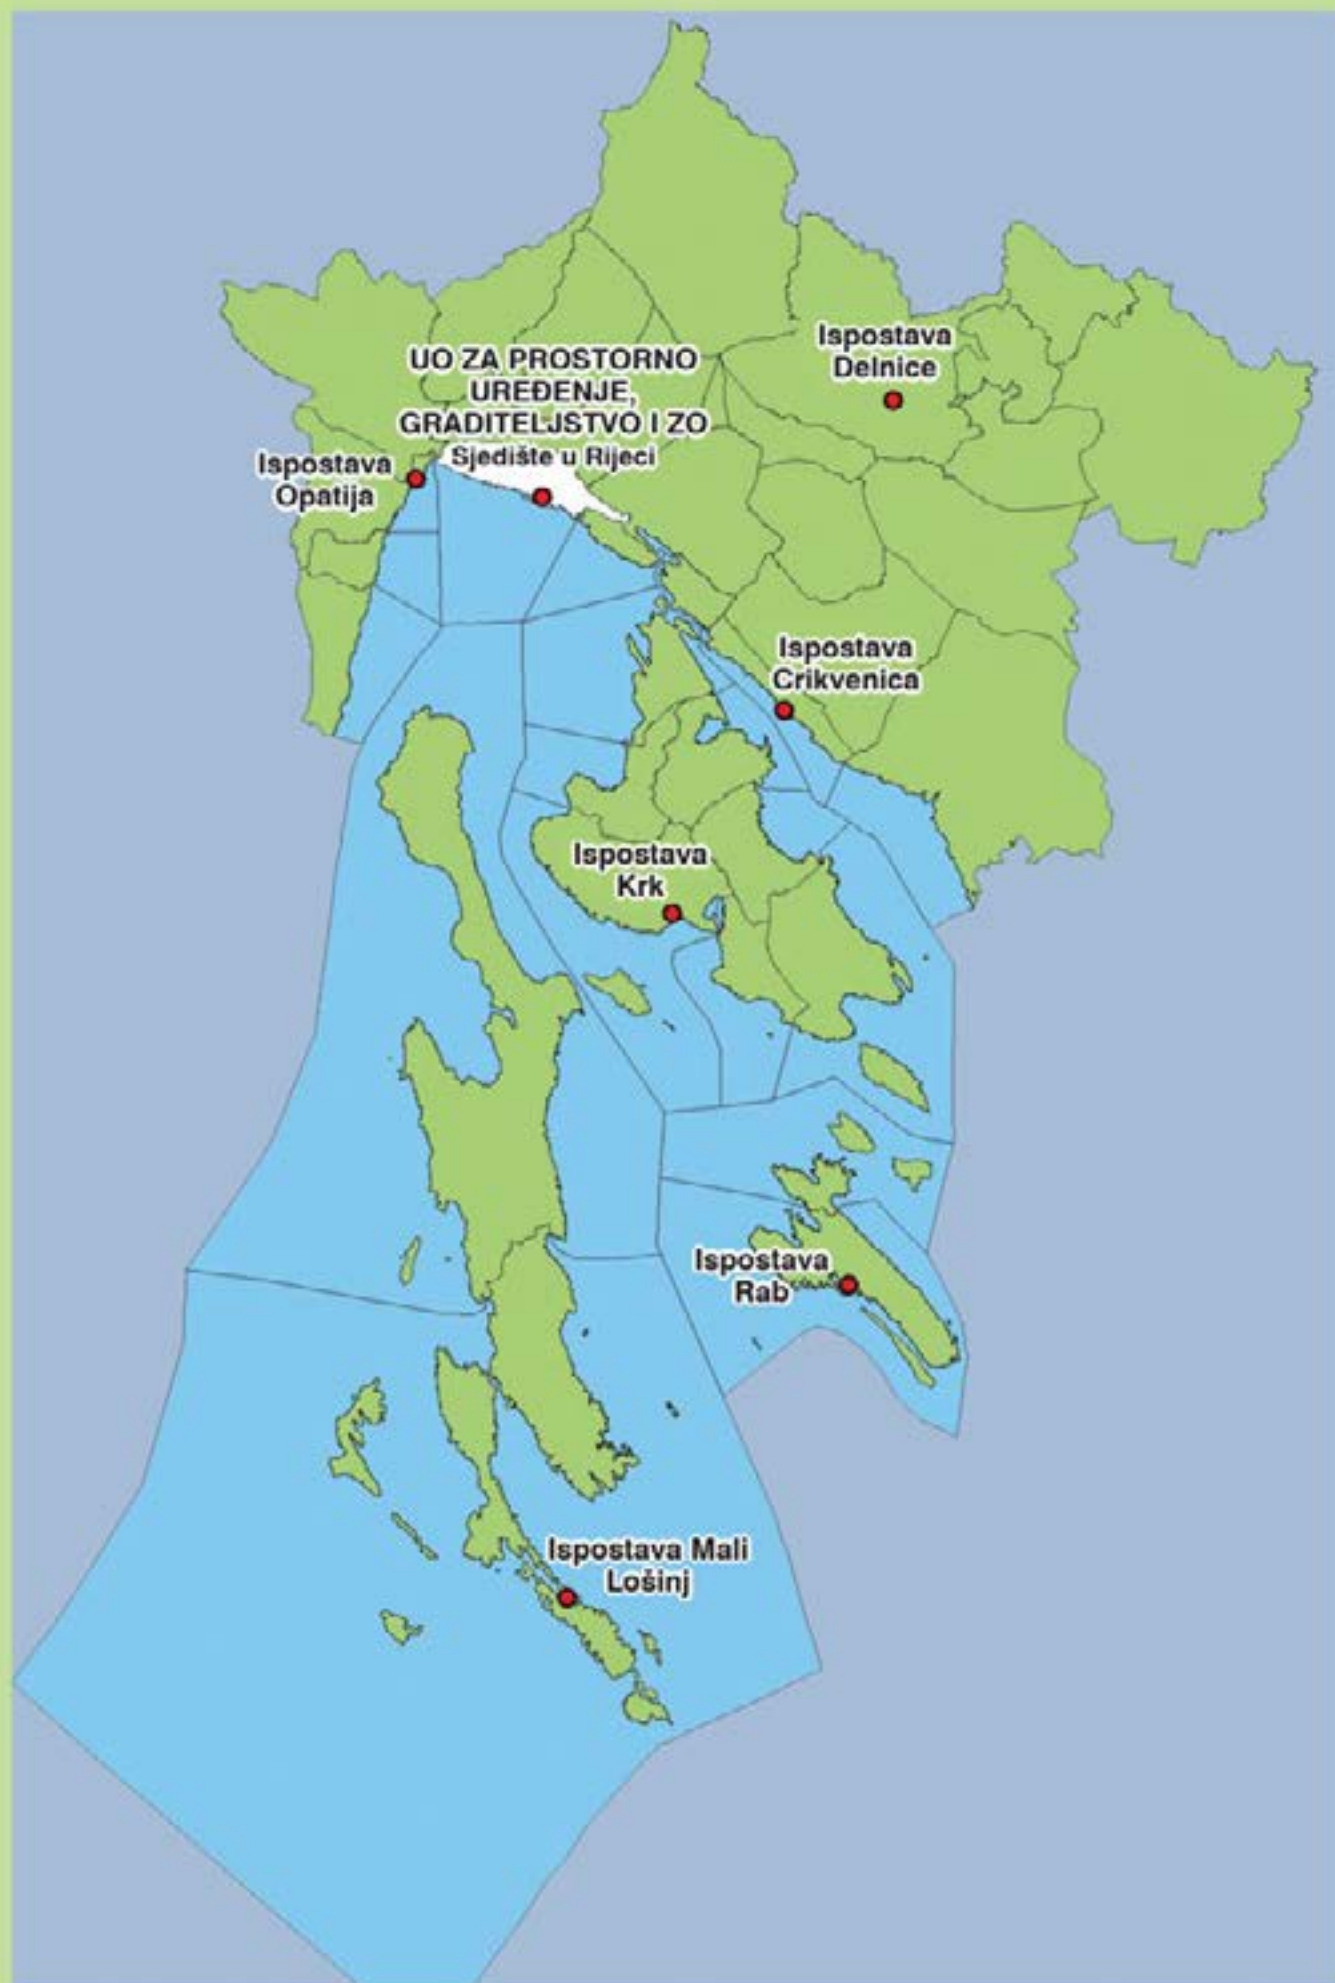 Ispostava
Delnice
UO ZA PROSTORNO
UREĐENJE,
GRADITELJSTVO I ZO
Sjedište u Rijeci
Ispostava
Opatija
Ispostava
Crikvenica
Ispostava
Krk
Ispostava
Rab
Ispostava Mali
Lošinj